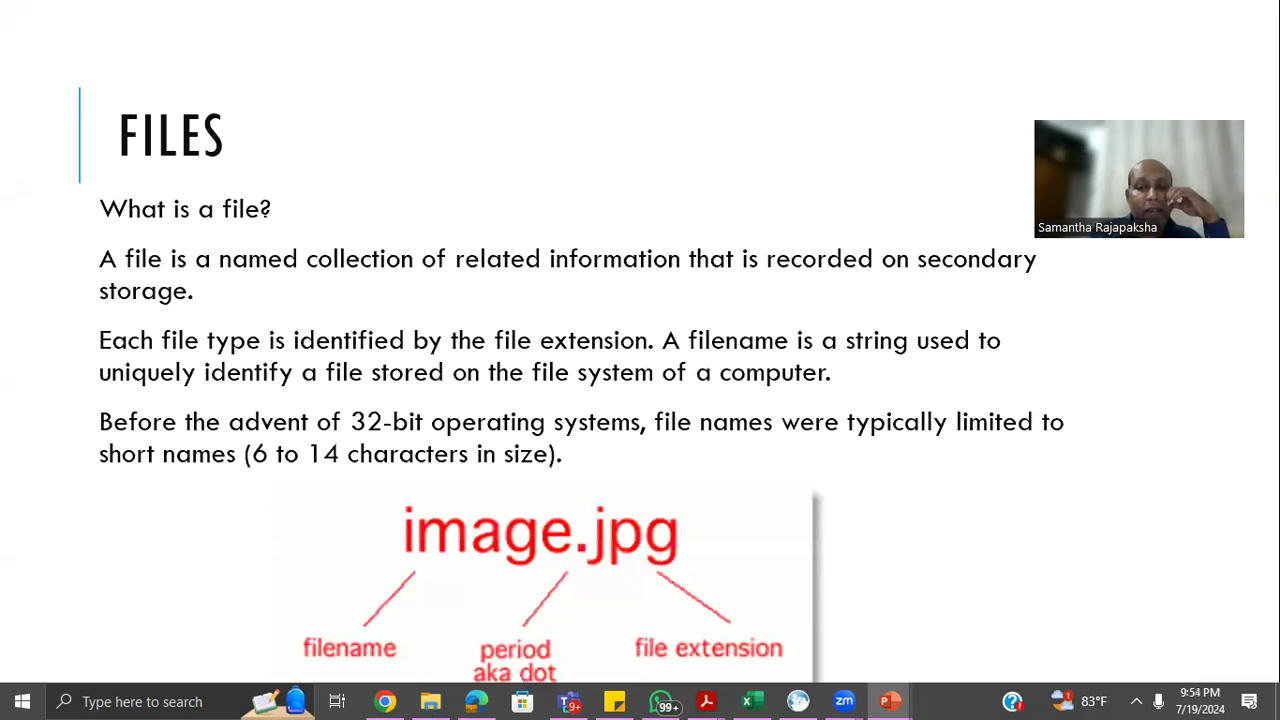 FILES
What is a file?
A file is a named collection of related information that is recorded on secondary
storage.
Each file type is identified by the file extension. A filename is a string used to
uniquely identify a file stored on the file system of a computer.
Before the advent of 32-bit operating systems, file names were typically limited to
short names (6 to 14 characters in size).
image.jpg
filename
period
aka dot
file extension
Samantha Rajapaksha
Type here to search
9+
99+
zm
1
83°F
9:54 PM
7/19/2024